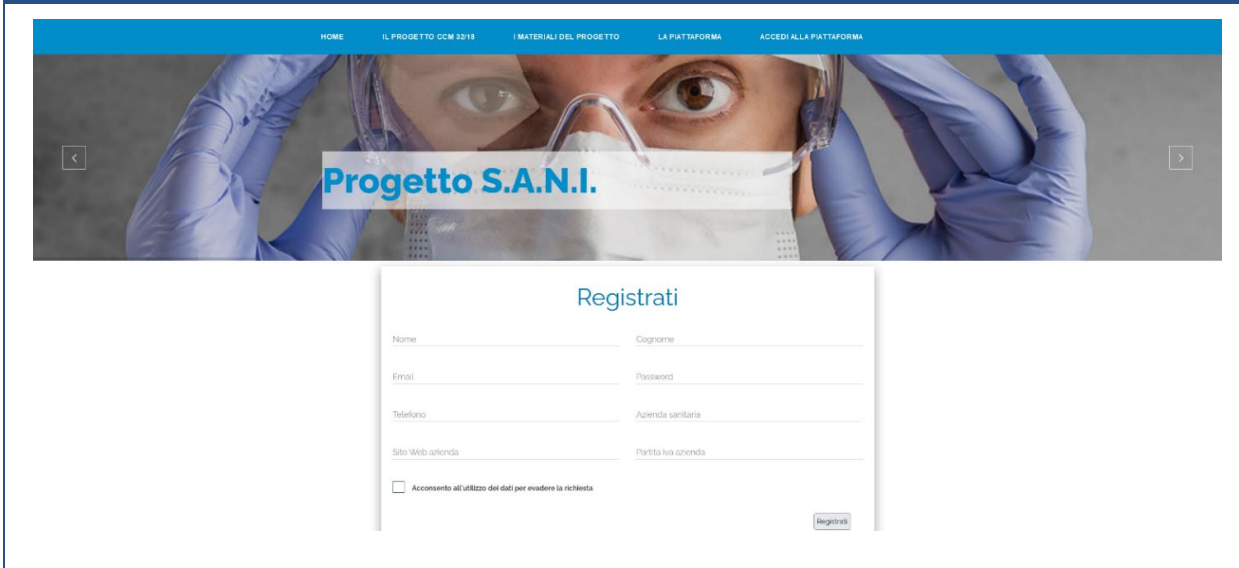 HOME IL PROGETTO CCM 32/18 I MATERIALI DEL PROGETTO LA PIATTAFORMA ACCEDI ALLA PIATTAFORMA
Progetto S.A.N.I.
Registrati
Nome Cognome
Email Password
Telefono Azienda sanitaria
Sito Web azienda Partita Iva azienda
Acconsento all'utilizzo dei dati per evadere la richiesta
Registrati